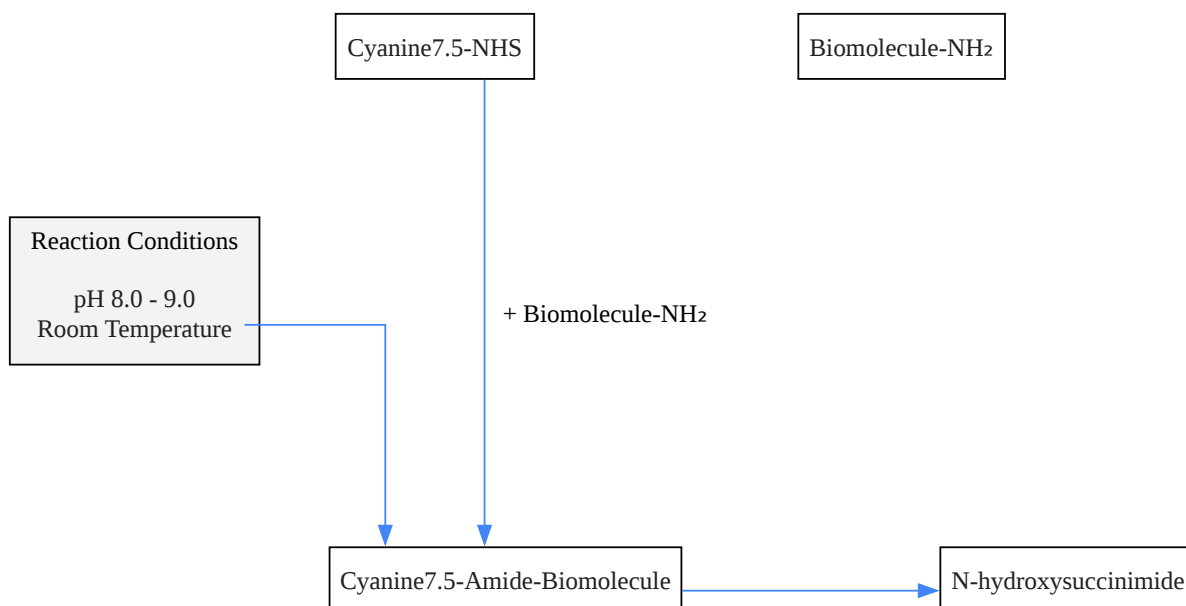 Cyanine7.5-NHS
Biomolecule-NH₂
Reaction Conditions
pH 8.0 - 9.0
Room Temperature
+ Biomolecule-NH₂
Cyanine7.5-Amide-Biomolecule
N-hydroxysuccinimide